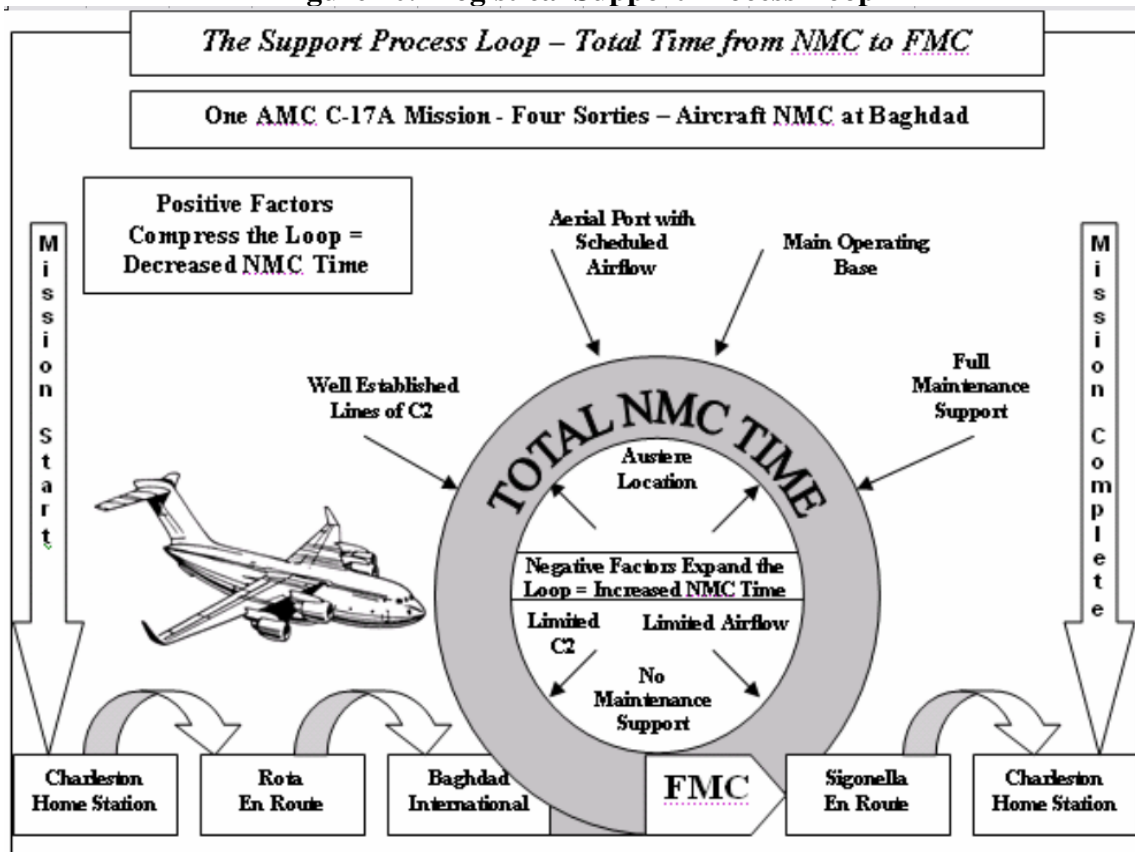 The Support Process Loop – Total Time from NMC to FMC
One AMC C-17A Mission - Four Sorties – Aircraft NMC at Baghdad
Positive Factors
Compress the Loop =
Decreased NMC Time
Mission Start
Aerial Port with
Scheduled
Airflow
Main Operating
Base
Mission Complete
Well Established
Lines of C2
Full
Maintenance
Support
TOTAL NMC TIME
Austere
Location
Negative Factors Expand the
Loop = Increased NMC Time
Limited
C2
Limited Airflow
No
Maintenance
Support
Charleston
Home Station
Rota
En Route
Baghdad
International
FMC
Sigonella
En Route
Charleston
Home Station